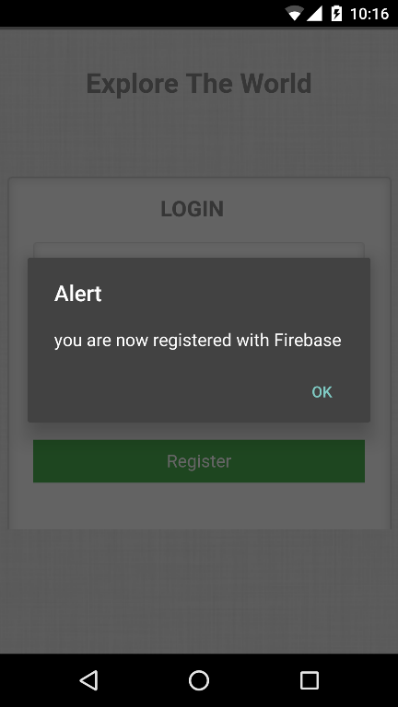 10:16
Explore The World
LOGIN
Alert
you are now registered with Firebase
OK
Register